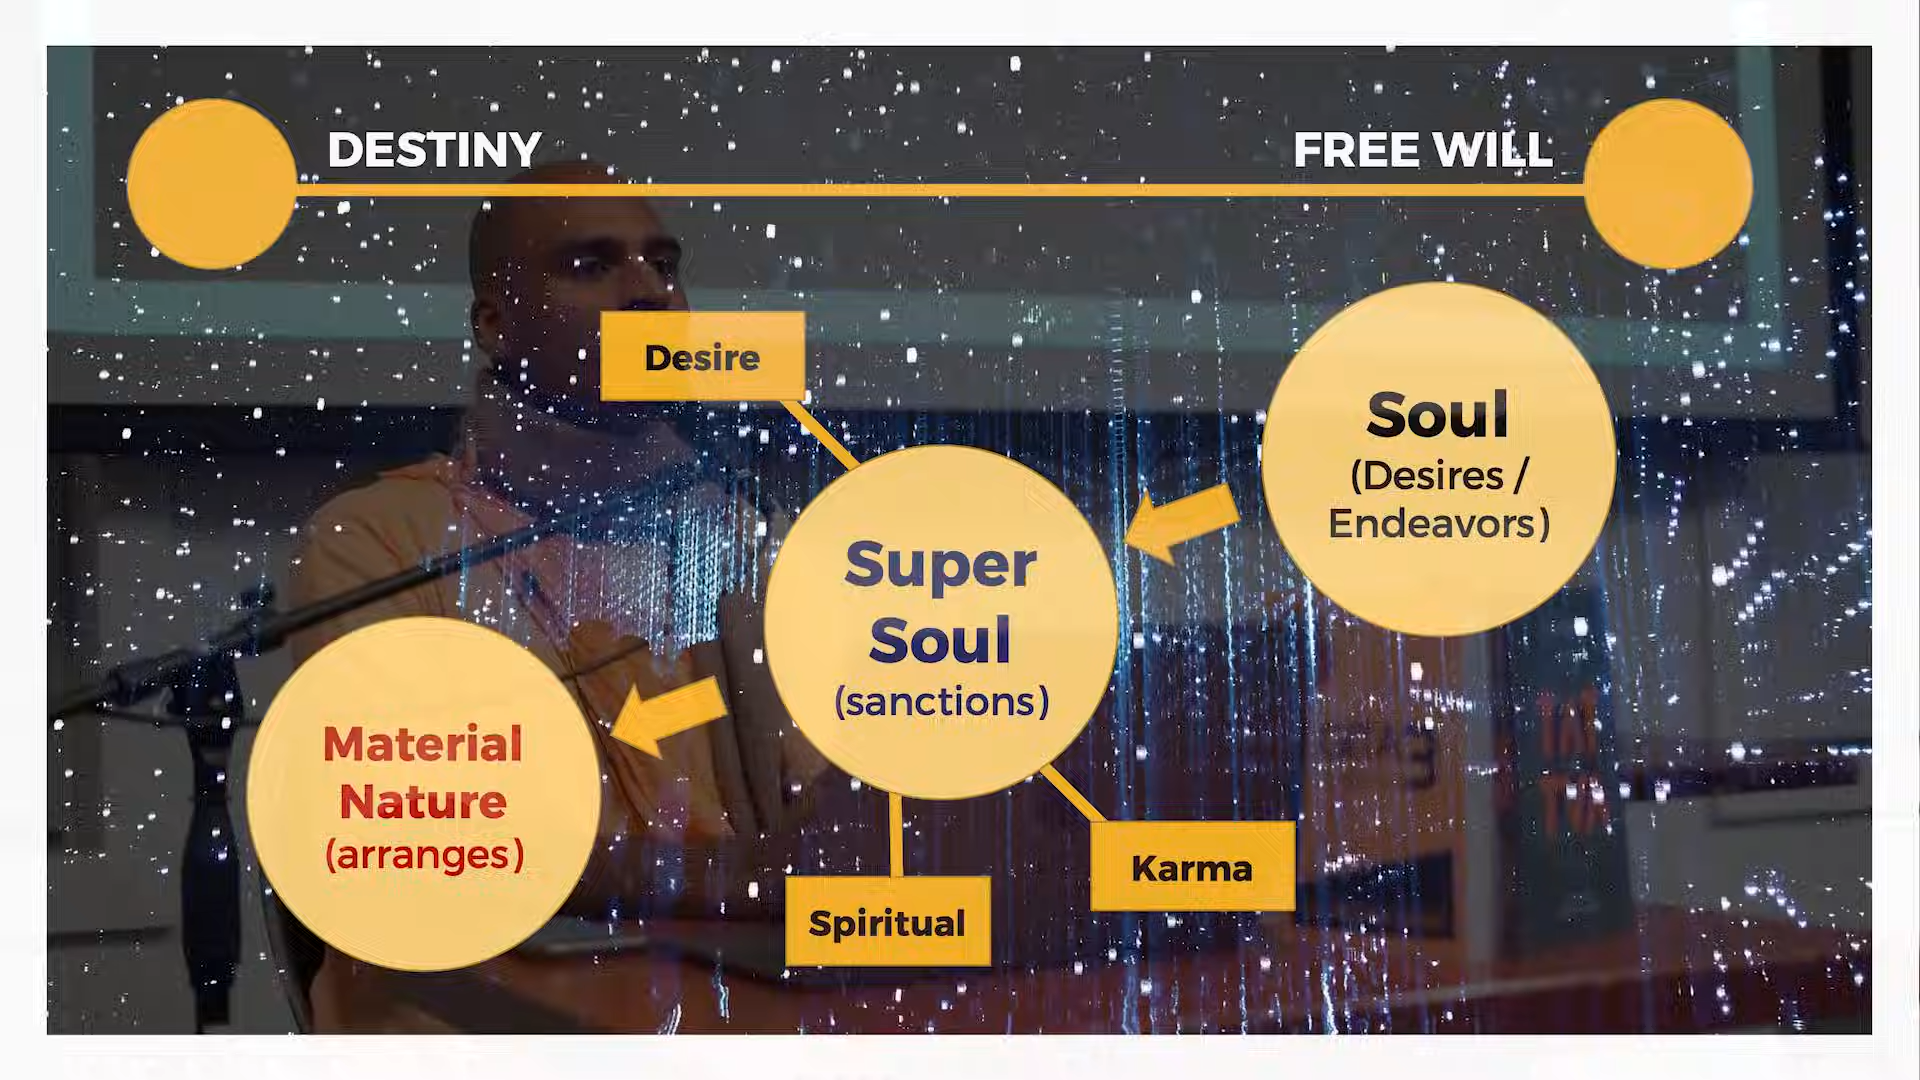 DESTINY
FREE WILL
Desire
Soul
(Desires /
Endeavors)
Super
Soul
(sanctions)
Material
Nature
(arranges)
Karma
Spiritual